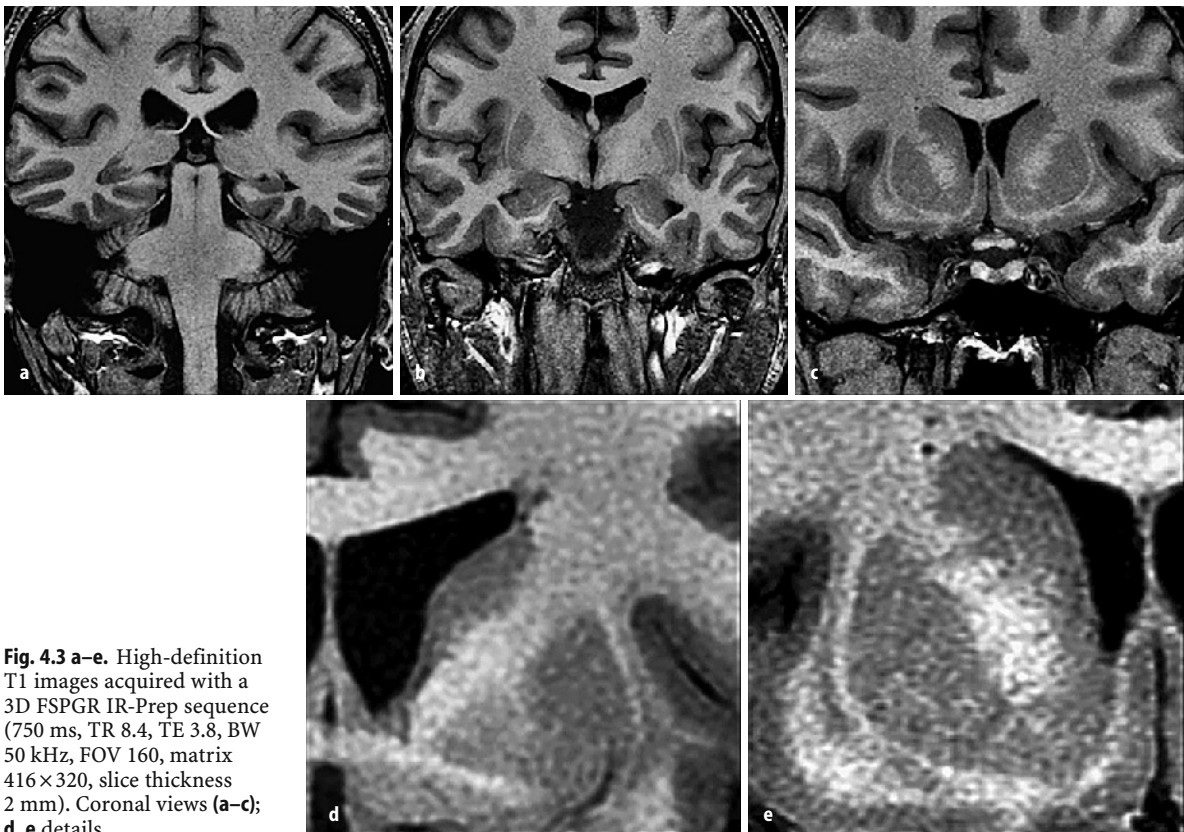 a
b
c
Fig. 4.3 a–e. High-definition
T1 images acquired with a
3D FSPGR IR-Prep sequence
(750 ms, TR 8.4, TE 3.8, BW
50 kHz, FOV 160, matrix
416×320, slice thickness
2 mm). Coronal views (a–c);
d, e details
d
e